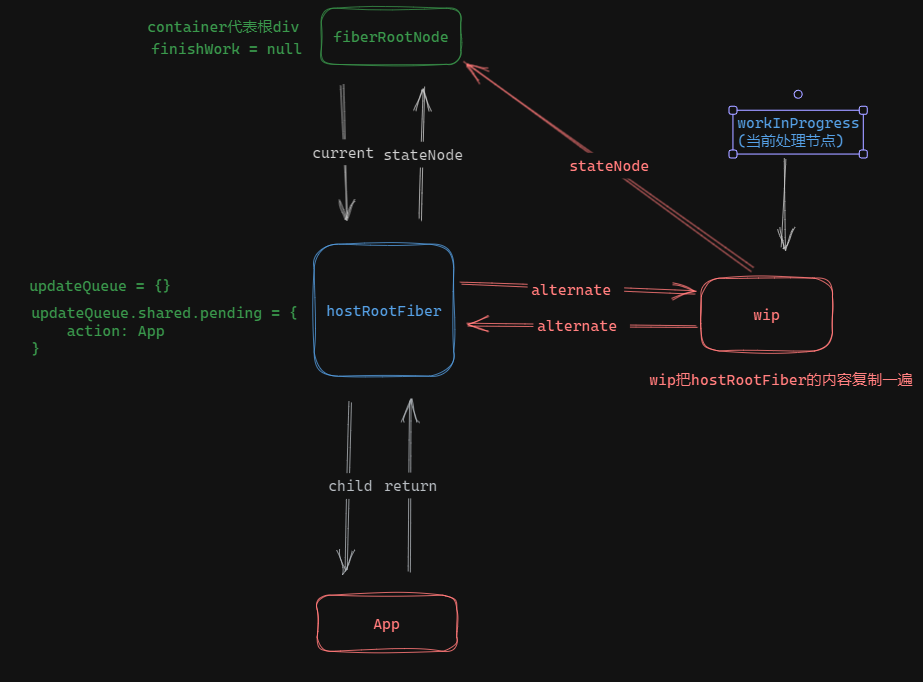 container代表根div
finishWork = null
fiberRootNode
current
stateNode
stateNode
workInProgress
(当前处理节点)
updateQueue = {}
updateQueue.shared.pending = {
action: App
}
hostRootFiber
alternate
alternate
wip
wip把hostRootFiber的内容复制一遍
child
return
App